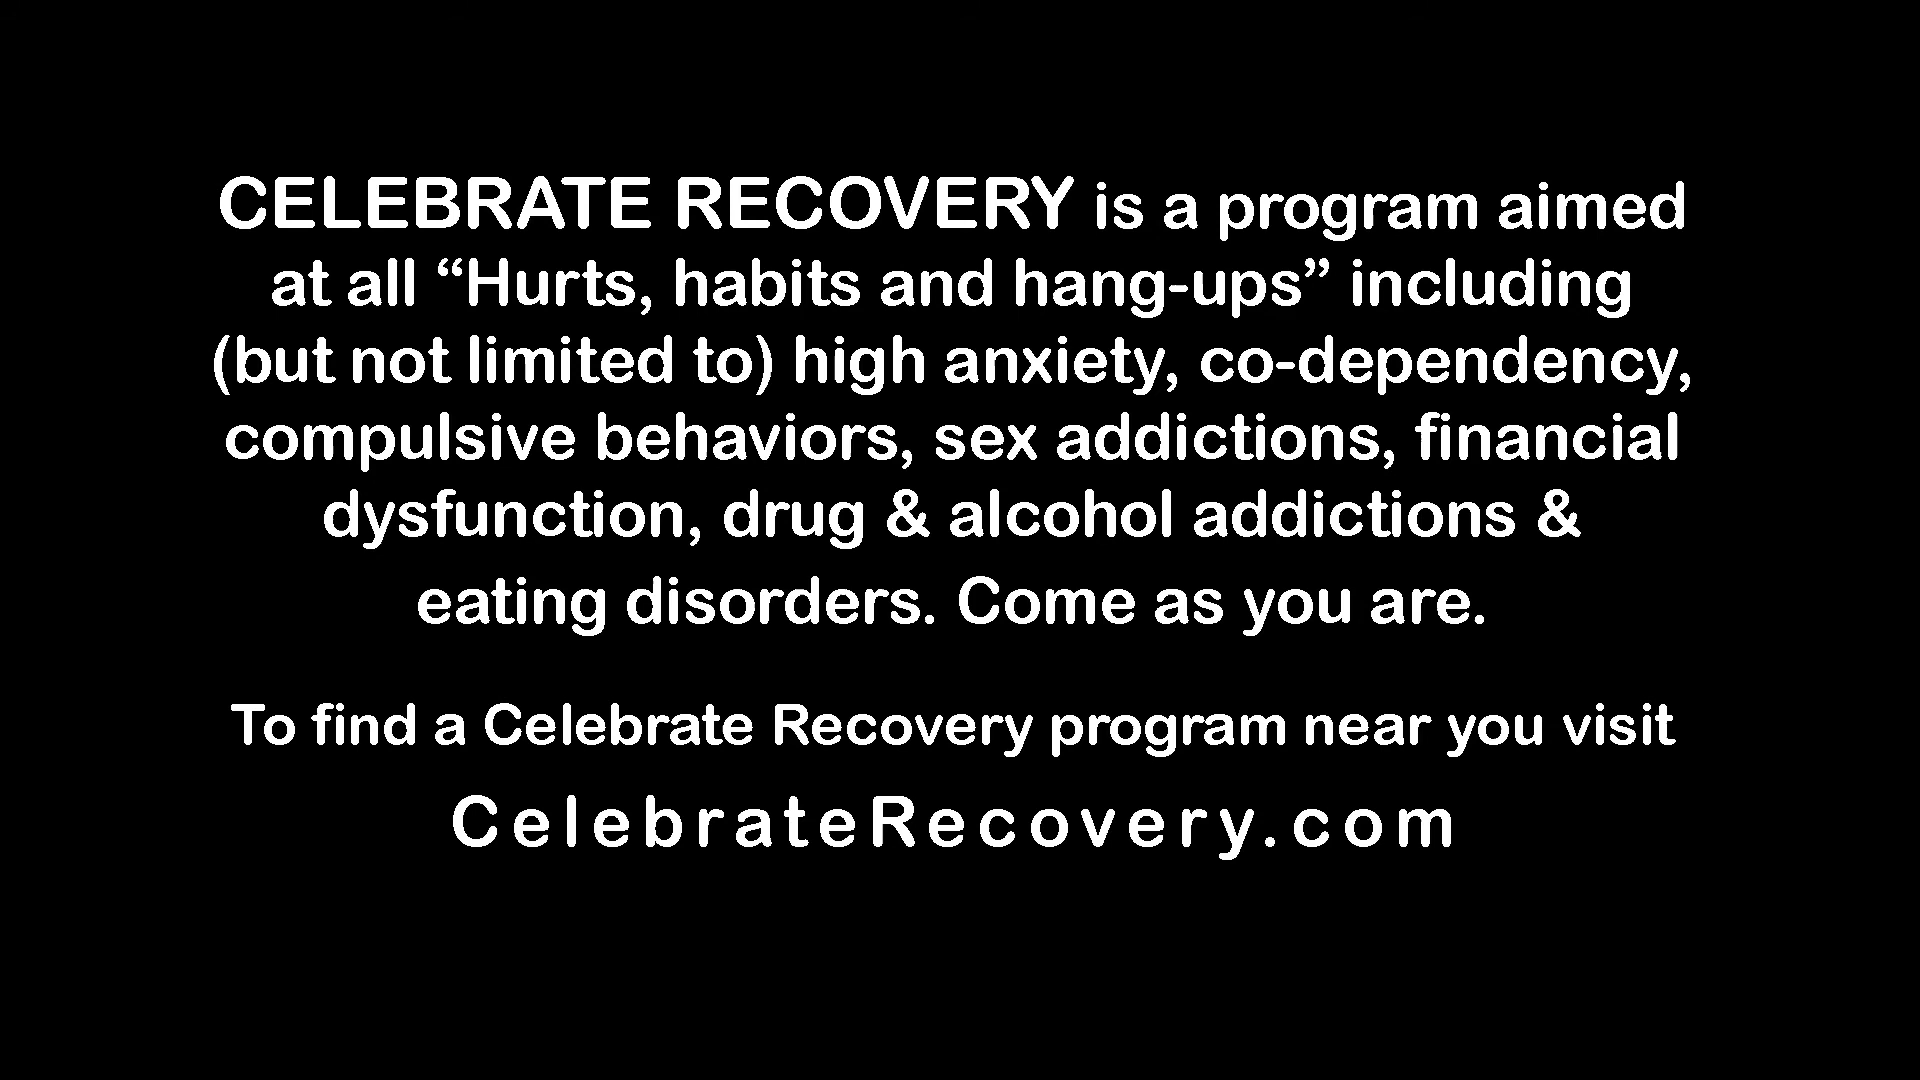 CELEBRATE RECOVERY is a program aimed
at all “Hurts, habits and hang-ups” including
(but not limited to) high anxiety, co-dependency,
compulsive behaviors, sex addictions, financial
dysfunction, drug & alcohol addictions &
eating disorders. Come as you are.
To find a Celebrate Recovery program near you visit
CelebrateRecovery.com